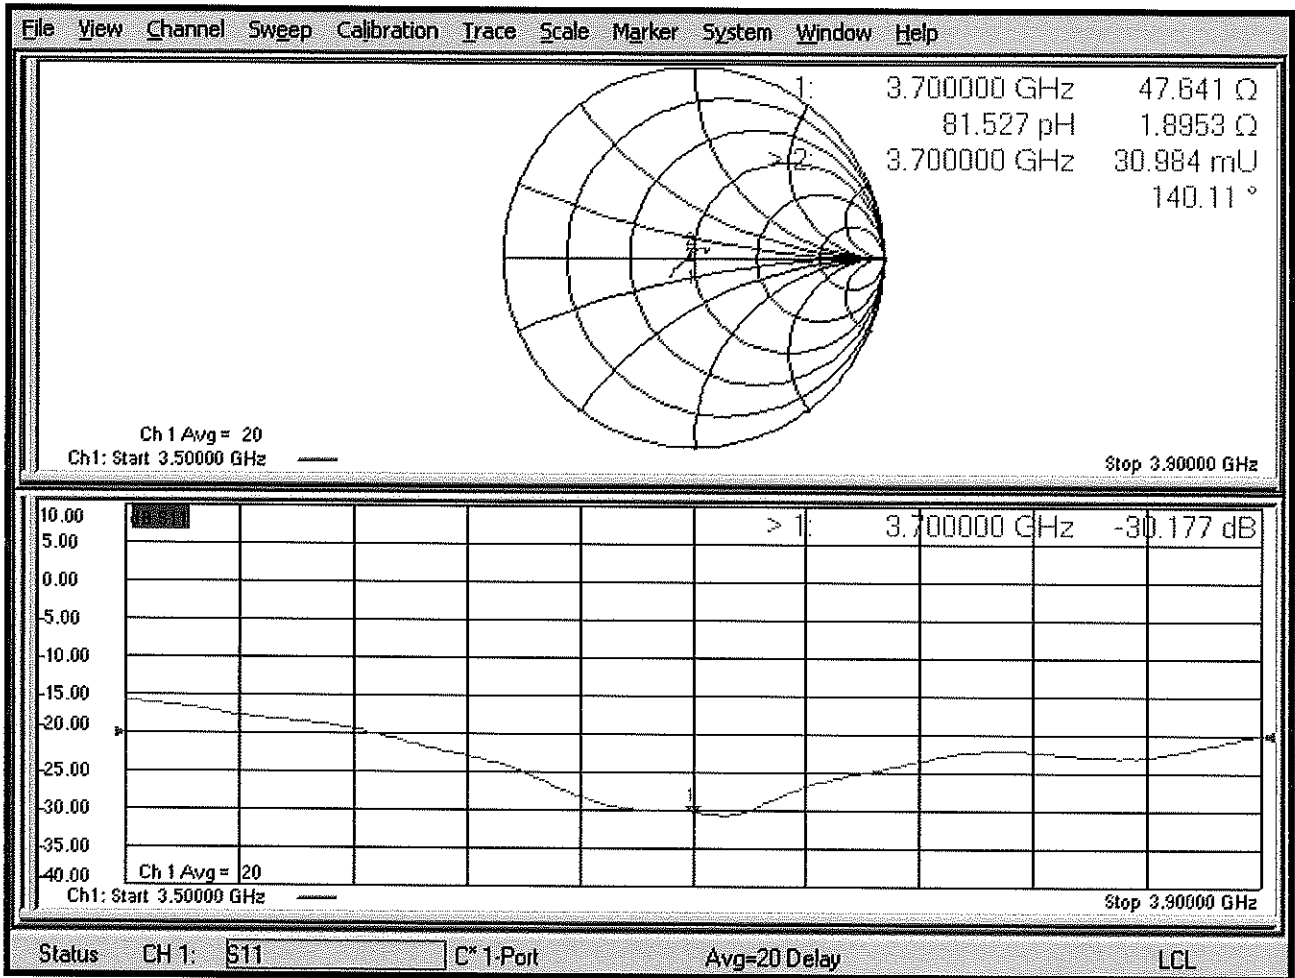 File View Channel Sweep Calibration Trace Scale Marker System Window Help
1: 3.700000 GHz 47.641 Ω
81.527 pH 1.8953 Ω
> 2: 3.700000 GHz 30.984 mU
140.11 °
Ch 1 Avg = 20
Ch1: Start 3.50000 GHz
Stop 3.90000 GHz
10.00
dB S11
> 1: 3.700000 GHz -30.177 dB
5.00
0.00
-5.00
-10.00
-15.00
-20.00
-25.00
-30.00
1
-35.00
-40.00
Ch 1 Avg = 20
Ch1: Start 3.50000 GHz
Stop 3.90000 GHz
Status CH 1: S11 C* 1-Port Avg=20 Delay LCL